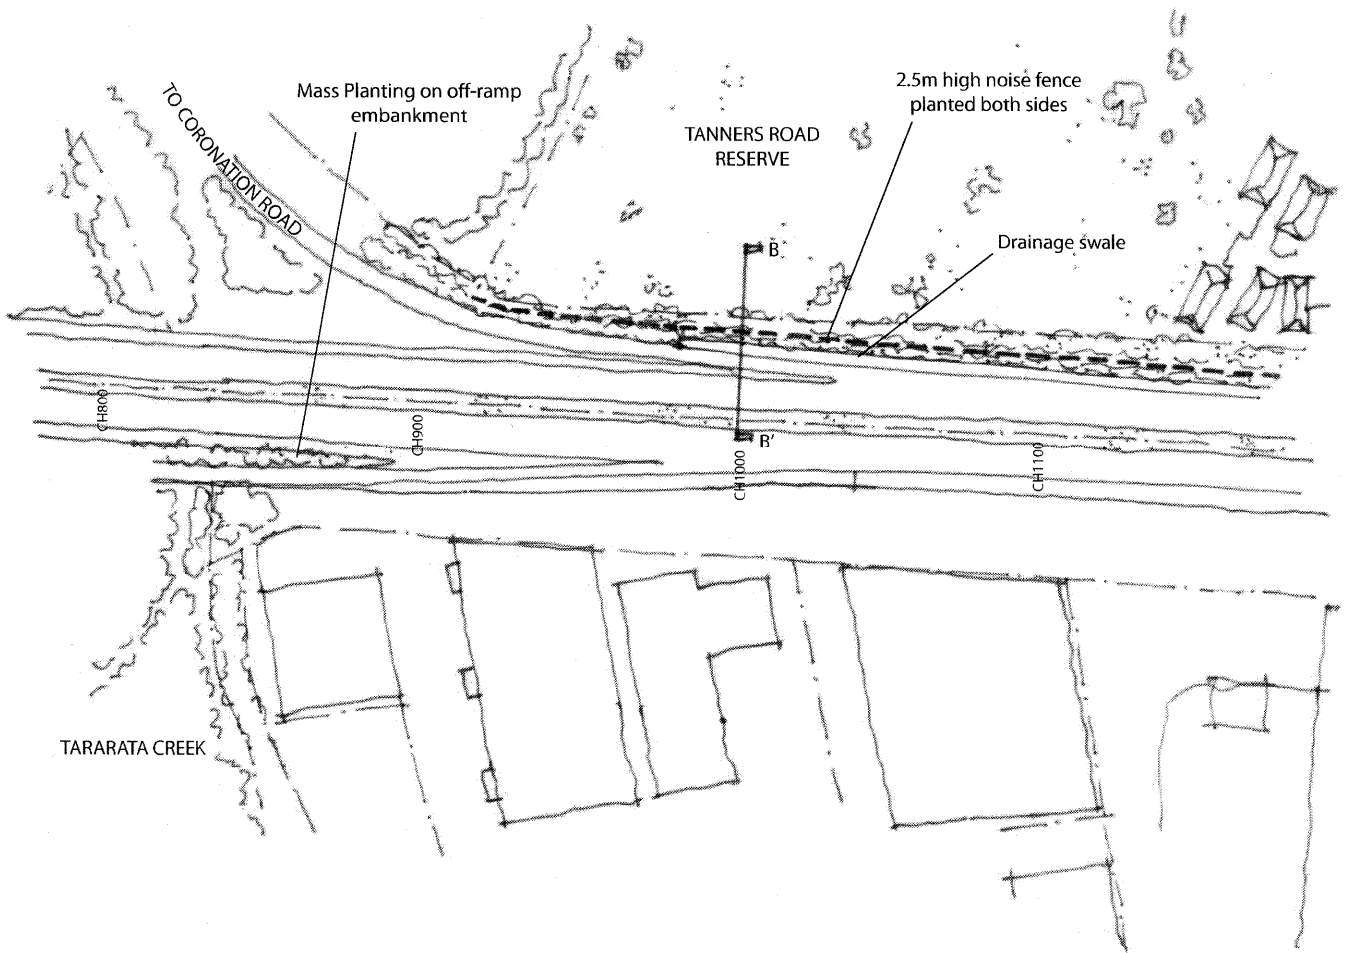 TO CORONATION ROAD
Mass Planting on off-ramp
embankment
TANNERS ROAD
RESERVE
2.5m high noise fence
planted both sides
Drainage swale
B
B'
CH800
CH900
CH1000
CH1100
TARARATA CREEK